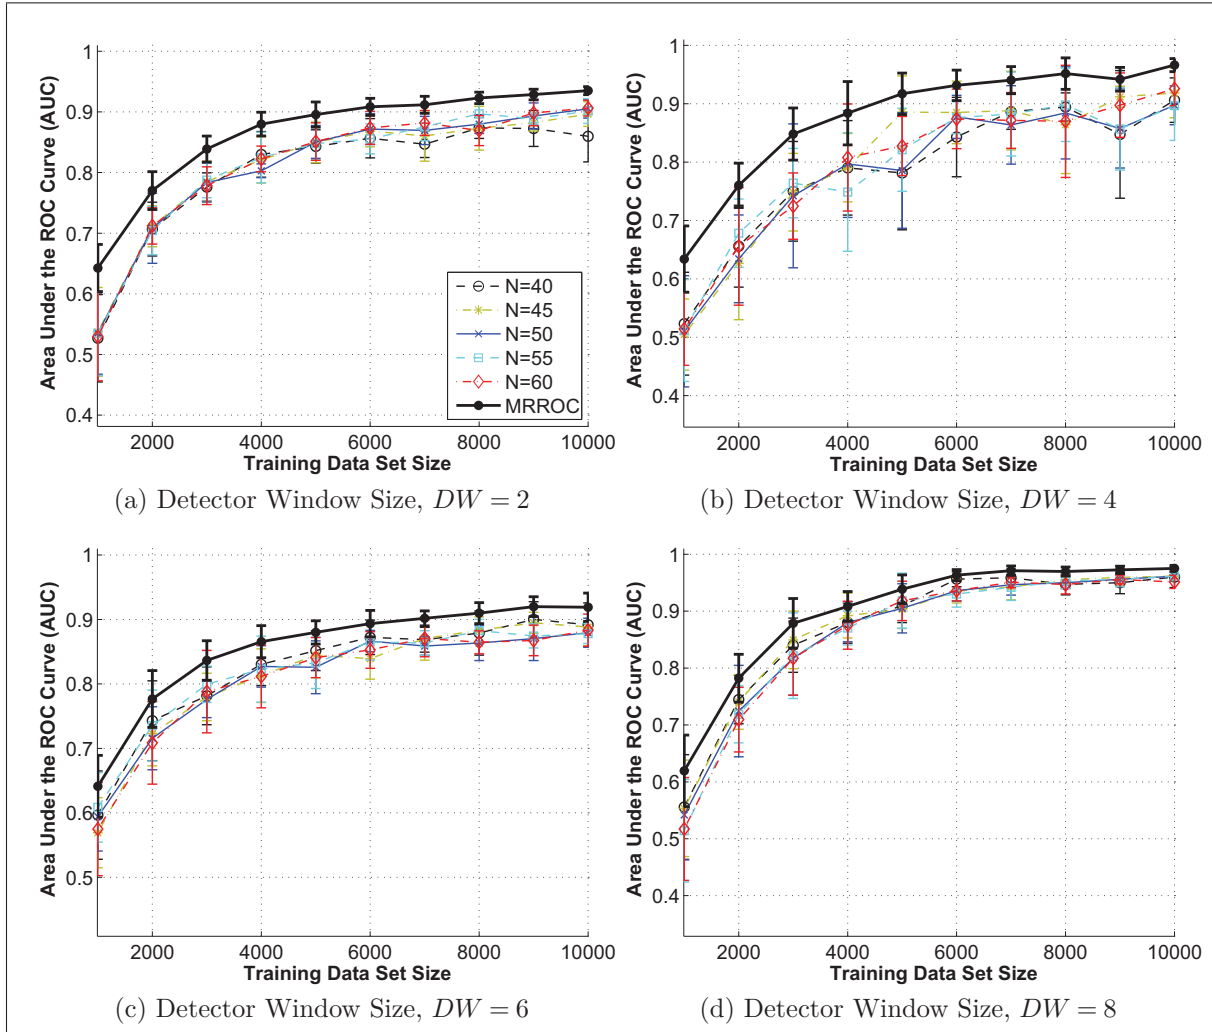 1
0.9
0.8
0.7
0.6
0.5
0.4
Area Under the ROC Curve (AUC)
2000 4000 6000 8000 10000
Training Data Set Size
N=40
N=45
N=50
N=55
N=60
MRROC
(a) Detector Window Size, DW = 2
1
0.9
0.8
0.7
0.6
0.5
0.4
Area Under the ROC Curve (AUC)
2000 4000 6000 8000 10000
Training Data Set Size
(b) Detector Window Size, DW = 4
1
0.9
0.8
0.7
0.6
0.5
Area Under the ROC Curve (AUC)
2000 4000 6000 8000 10000
Training Data Set Size
(c) Detector Window Size, DW = 6
1
0.9
0.8
0.7
0.6
0.5
0.4
Area Under the ROC Curve (AUC)
2000 4000 6000 8000 10000
Training Data Set Size
(d) Detector Window Size, DW = 8